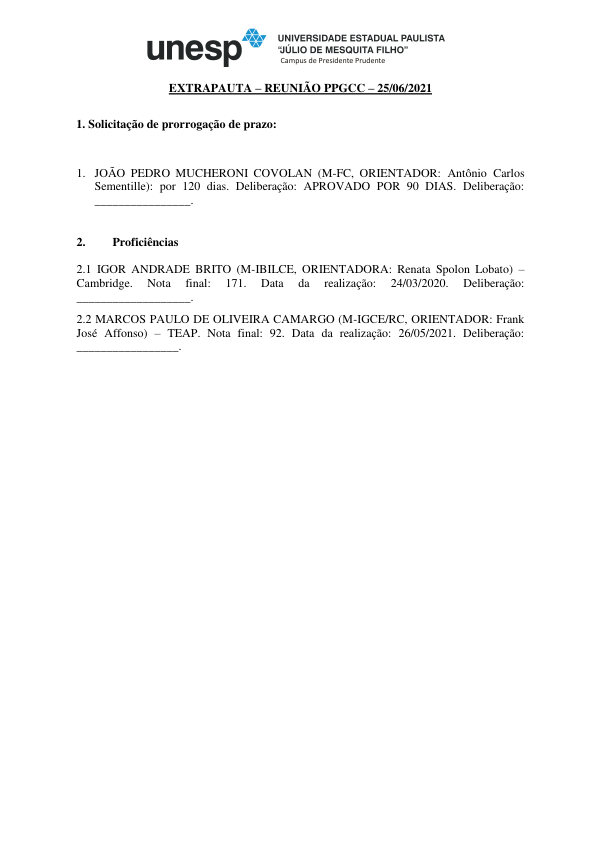 unesp
UNIVERSIDADE ESTADUAL PAULISTA
“JÚLIO DE MESQUITA FILHO”
Campus de Presidente Prudente
EXTRAPAUTA – REUNIÃO PPGCC – 25/06/2021
1. Solicitação de prorrogação de prazo:
1. JOÃO PEDRO MUCHERONI COVOLAN (M-FC, ORIENTADOR: Antônio Carlos
Sementille): por 120 dias. Deliberação: APROVADO POR 90 DIAS. Deliberação:
________________.
2. Proficiências
2.1 IGOR ANDRADE BRITO (M-IBILCE, ORIENTADORA: Renata Spolon Lobato) –
Cambridge. Nota final: 171. Data da realização: 24/03/2020. Deliberação:
___________________.
2.2 MARCOS PAULO DE OLIVEIRA CAMARGO (M-IGCE/RC, ORIENTADOR: Frank
José Affonso) – TEAP. Nota final: 92. Data da realização: 26/05/2021. Deliberação:
_________________.